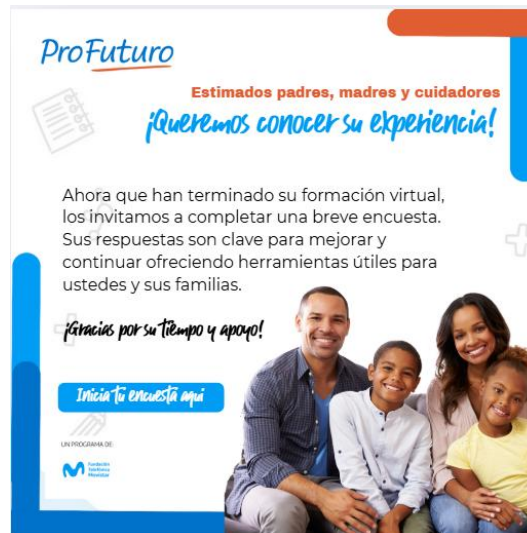 ProFuturo
Estimados padres, madres y cuidadores
¡Queremos conocer su experiencia!
Ahora que han terminado su formación virtual,
los invitamos a completar una breve encuesta.
Sus respuestas son clave para mejorar y
continuar ofreciendo herramientas útiles para
ustedes y sus familias.
¡Gracias por su tiempo y apoyo!
Inicia tu encuesta aquí
UN PROGRAMA DE:
Fundación
Telefónica
Movistar